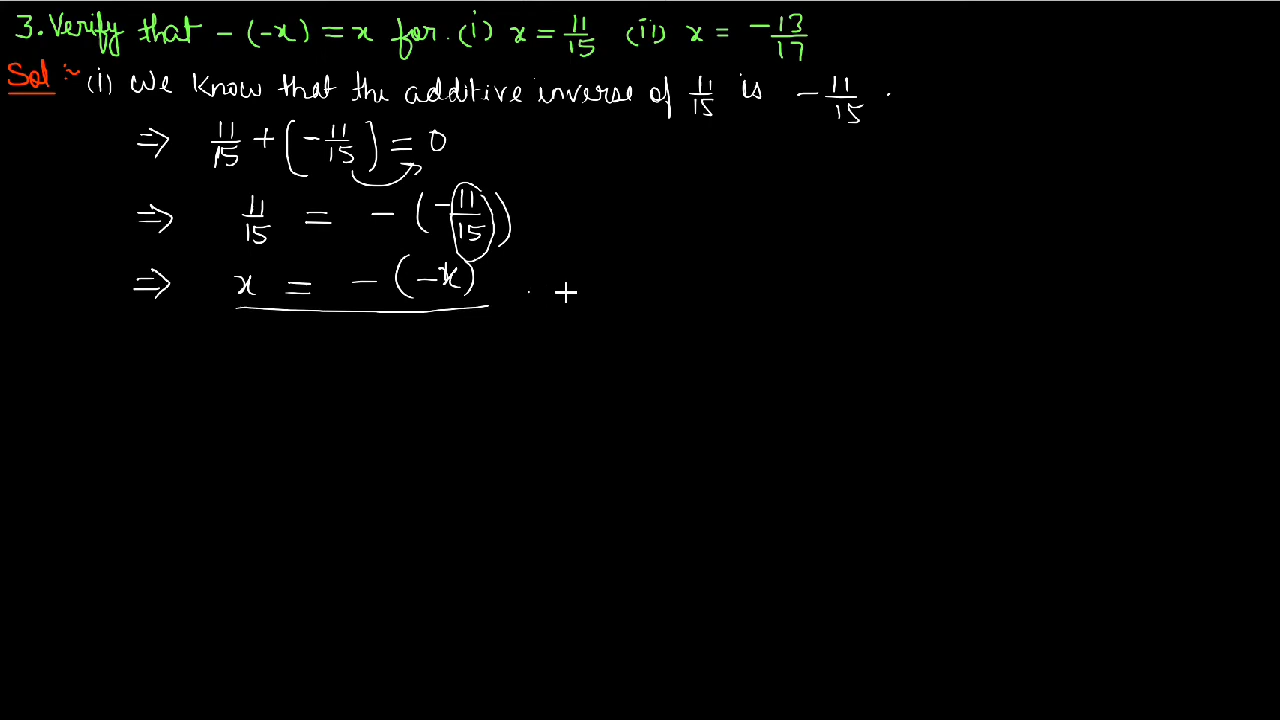 3. Verify that - (-x) = x for. (i) x = 11/15 (ii) x = -13/17
Sol :~ (i) We know that the additive inverse of 11/15 is - 11/15 .
⇒ 11/15 + (- 11/15) = 0
⇒ 11/15 = - (- 11/15)
⇒ x = - (-x) .